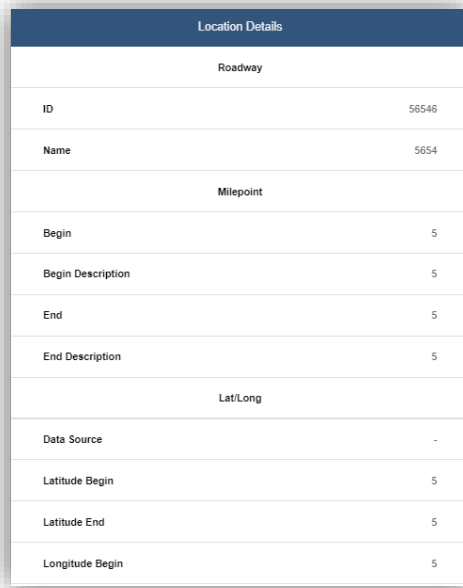 Location Details
Roadway
ID 56546
Name 5654
Milepoint
Begin 5
Begin Description 5
End 5
End Description 5
Lat/Long
Data Source -
Latitude Begin 5
Latitude End 5
Longitude Begin 5